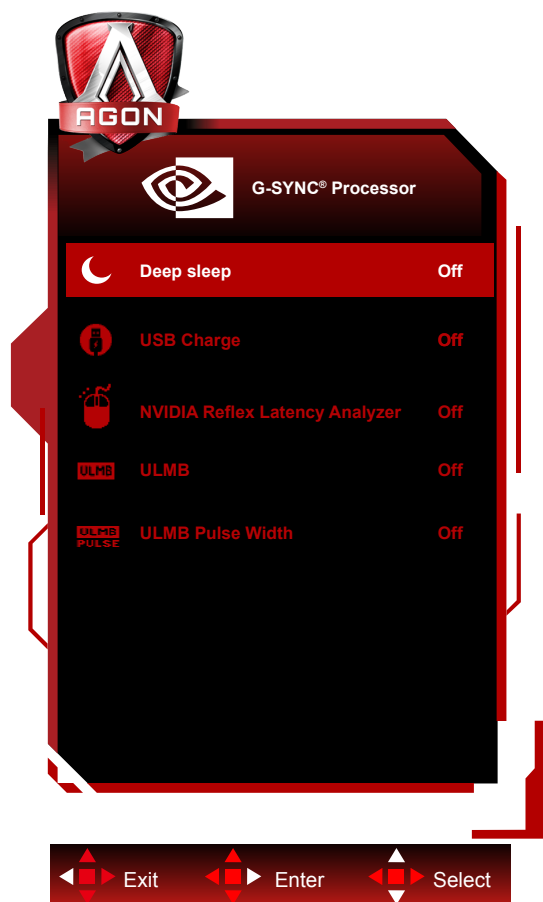 AGON
G-SYNC® Processor
Deep sleep Off
USB Charge Off
NVIDIA Reflex Latency Analyzer Off
ULMB ULMB Off
ULMB PULSE ULMB Pulse Width Off
Exit Enter Select